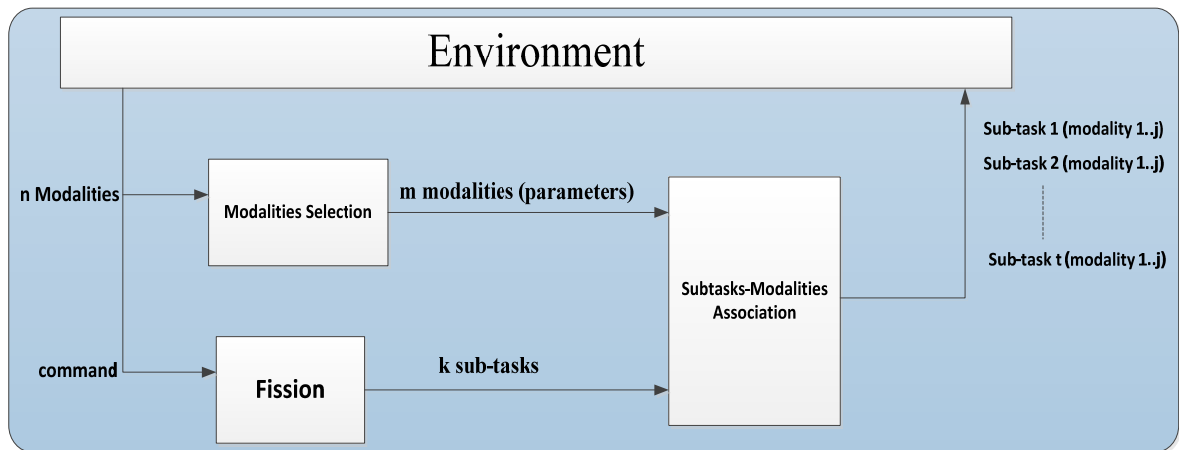 Environment
Sub-task 1 (modality 1..j)
Sub-task 2 (modality 1..j)
n Modalities
Modalities Selection
m modalities (parameters)
Sub-task t (modality 1..j)
Subtasks-Modalities
Association
command
Fission
k sub-tasks